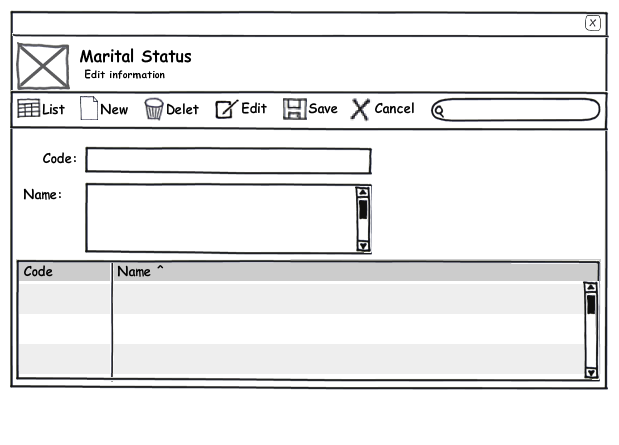 X
Marital Status
Edit information
List New Delet Edit Save Cancel
Code:
Name:
Code Name ^